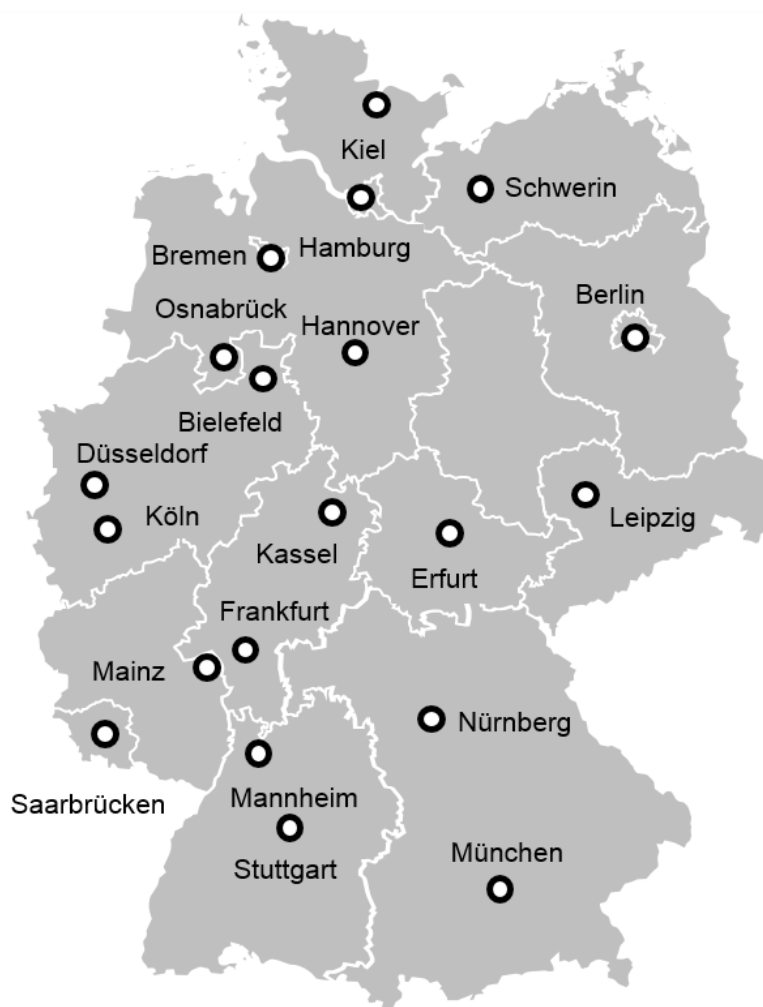 Kiel
Schwerin
Bremen
Hamburg
Berlin
Osnabrück
Hannover
Bielefeld
Düsseldorf
Köln
Leipzig
Kassel
Erfurt
Frankfurt
Mainz
Nürnberg
Saarbrücken
Mannheim
München
Stuttgart